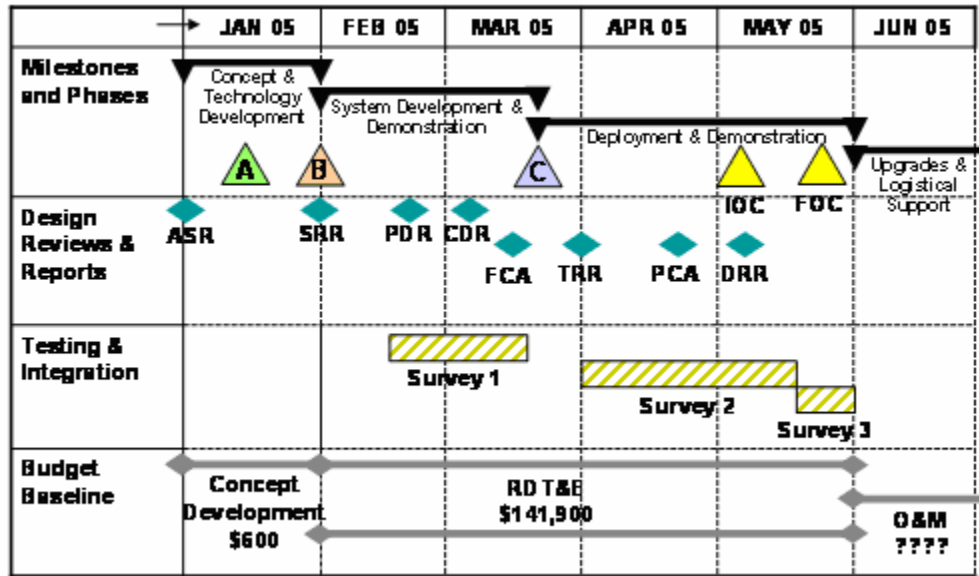 JAN 05 FEB 05 MAR 05 APR 05 MAY 05 JUN 05
Milestones
and Phases
Concept &
Technology
Development
System Development &
Demonstration
Deployment & Demonstration
Upgrades &
Logistical
Support
A B C
IOC FOC
Design
Reviews &
Reports
ASR SRR PDR CDR
FCA TRR PCA DRR
Testing &
Integration
Survey 1
Survey 2
Survey 3
Budget
Baseline
Concept
Development
$600
RDT&E
$141,900
O&M
????